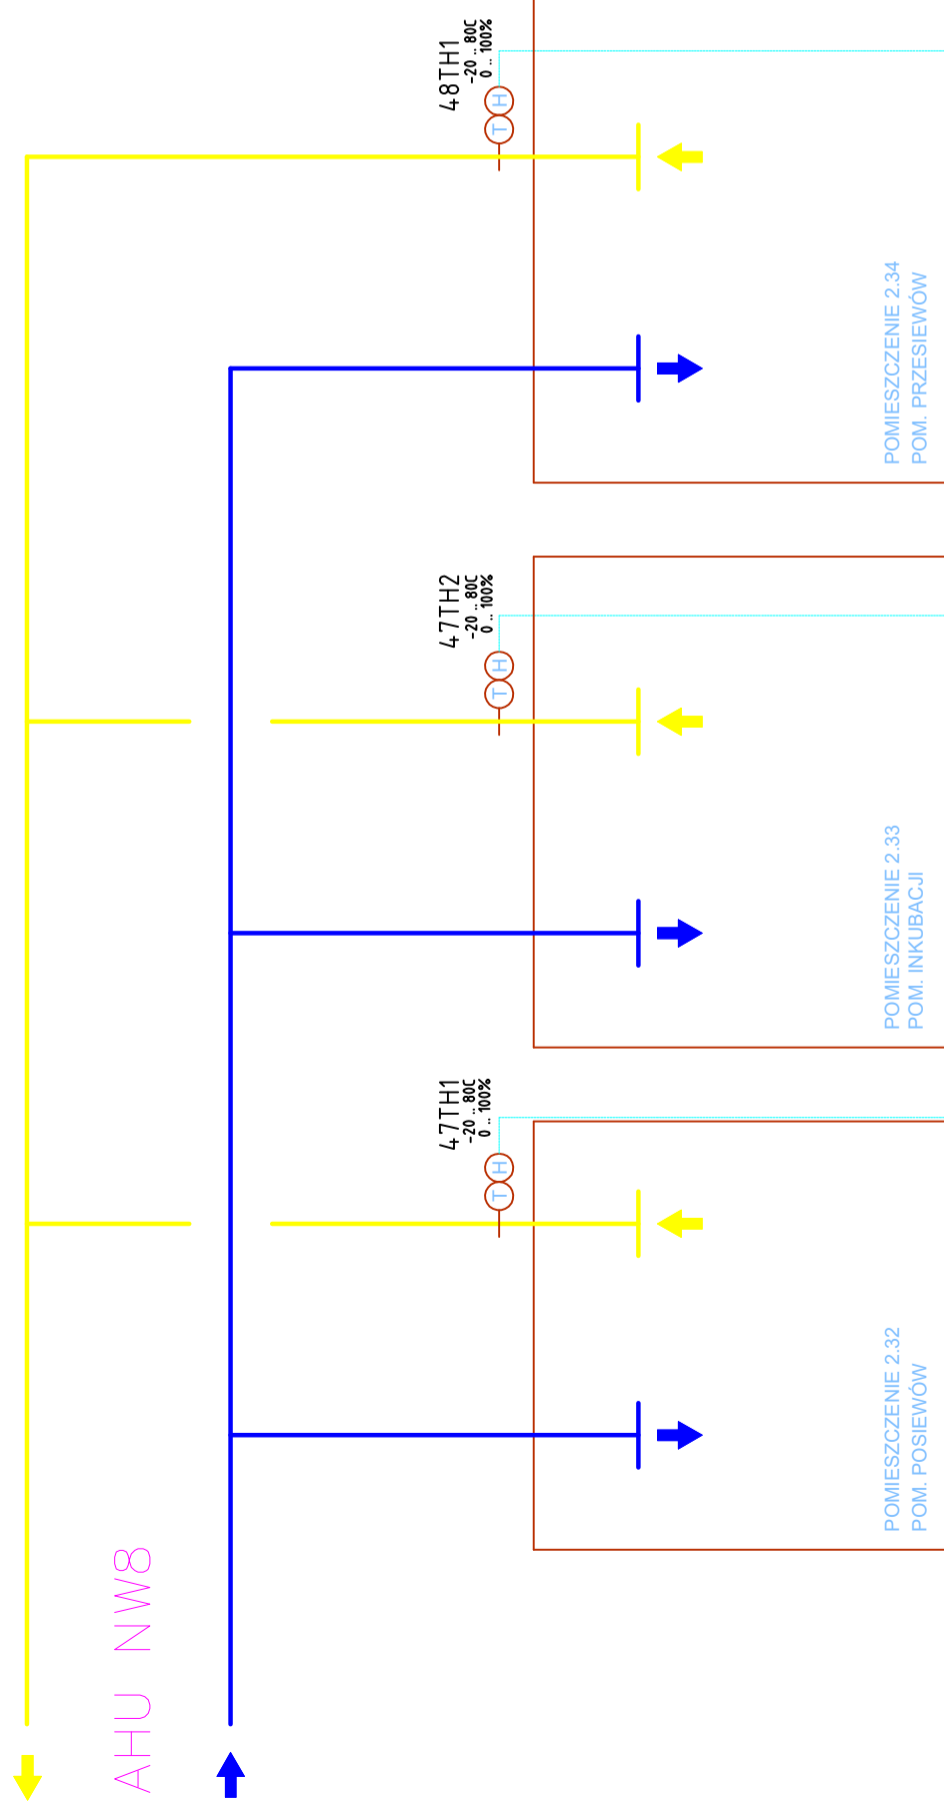 AHU NW8
47TH1
-20 .. 80C
0 .. 100%
T H
POMIESZCZENIE 2.32
POM. POSIEWÓW
47TH2
-20 .. 80C
0 .. 100%
T H
POMIESZCZENIE 2.33
POM. INKUBACJI
48TH1
-20 .. 80C
0 .. 100%
T H
POMIESZCZENIE 2.34
POM. PRZESIEWÓW